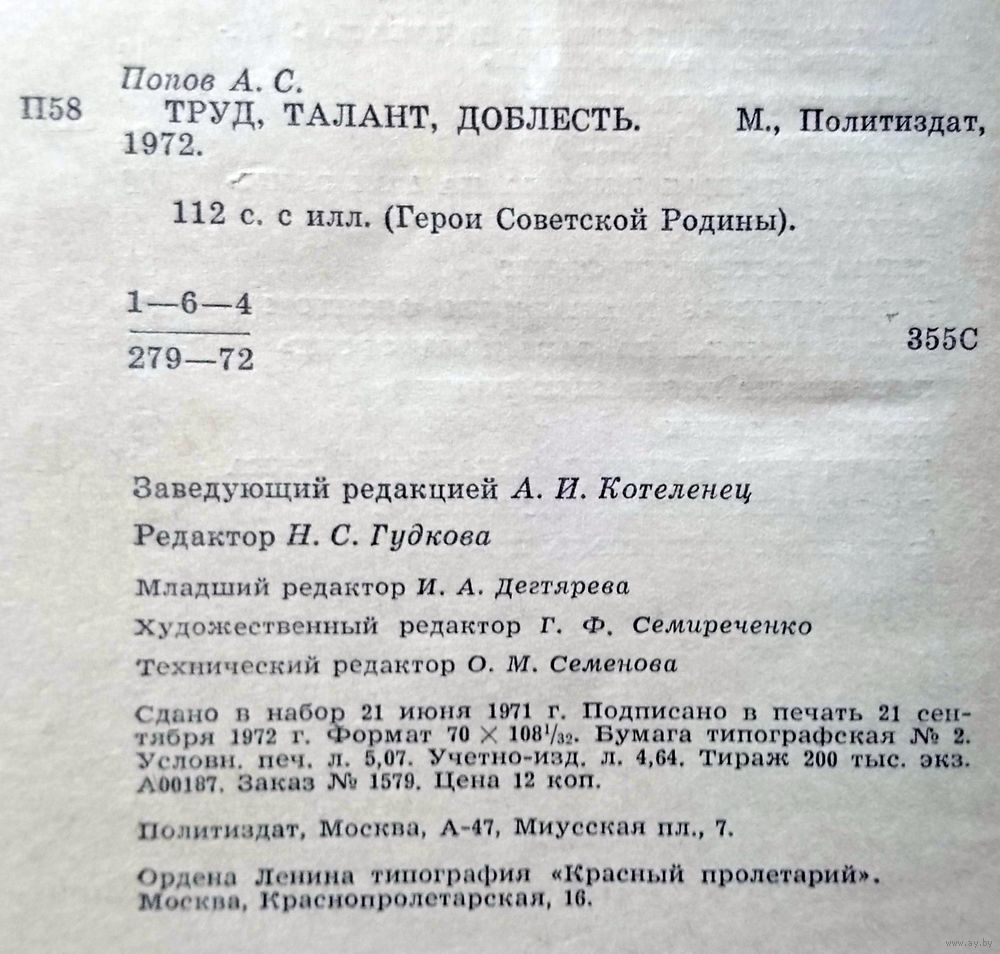 Попов А. С.
П58 ТРУД, ТАЛАНТ, ДОБЛЕСТЬ. М., Политиздат,
1972.
112 с. с илл. (Герои Советской Родины).
1—6—4
279—72
355С
Заведующий редакцией А. И. Котеленец
Редактор Н. С. Гудкова
Младший редактор И. А. Дегтярева
Художественный редактор Г. Ф. Семиреченко
Технический редактор О. М. Семенова
Сдано в набор 21 июня 1971 г. Подписано в печать 21 сен-
тября 1972 г. Формат 70 × 108¹/₃₂. Бумага типографская № 2.
Условн. печ. л. 5,07. Учетно-изд. л. 4,64. Тираж 200 тыс. экз.
А00187. Заказ № 1579. Цена 12 коп.
Политиздат, Москва, А-47, Миусская пл., 7.
Ордена Ленина типография «Красный пролетарий».
Москва, Краснопролетарская, 16.
www.ay.by